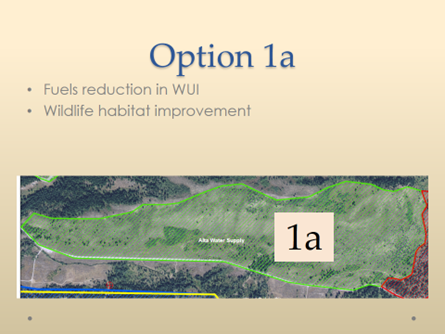 Option 1a
• Fuels reduction in WUI
• Wildlife habitat improvement
Alta Water Supply
1a